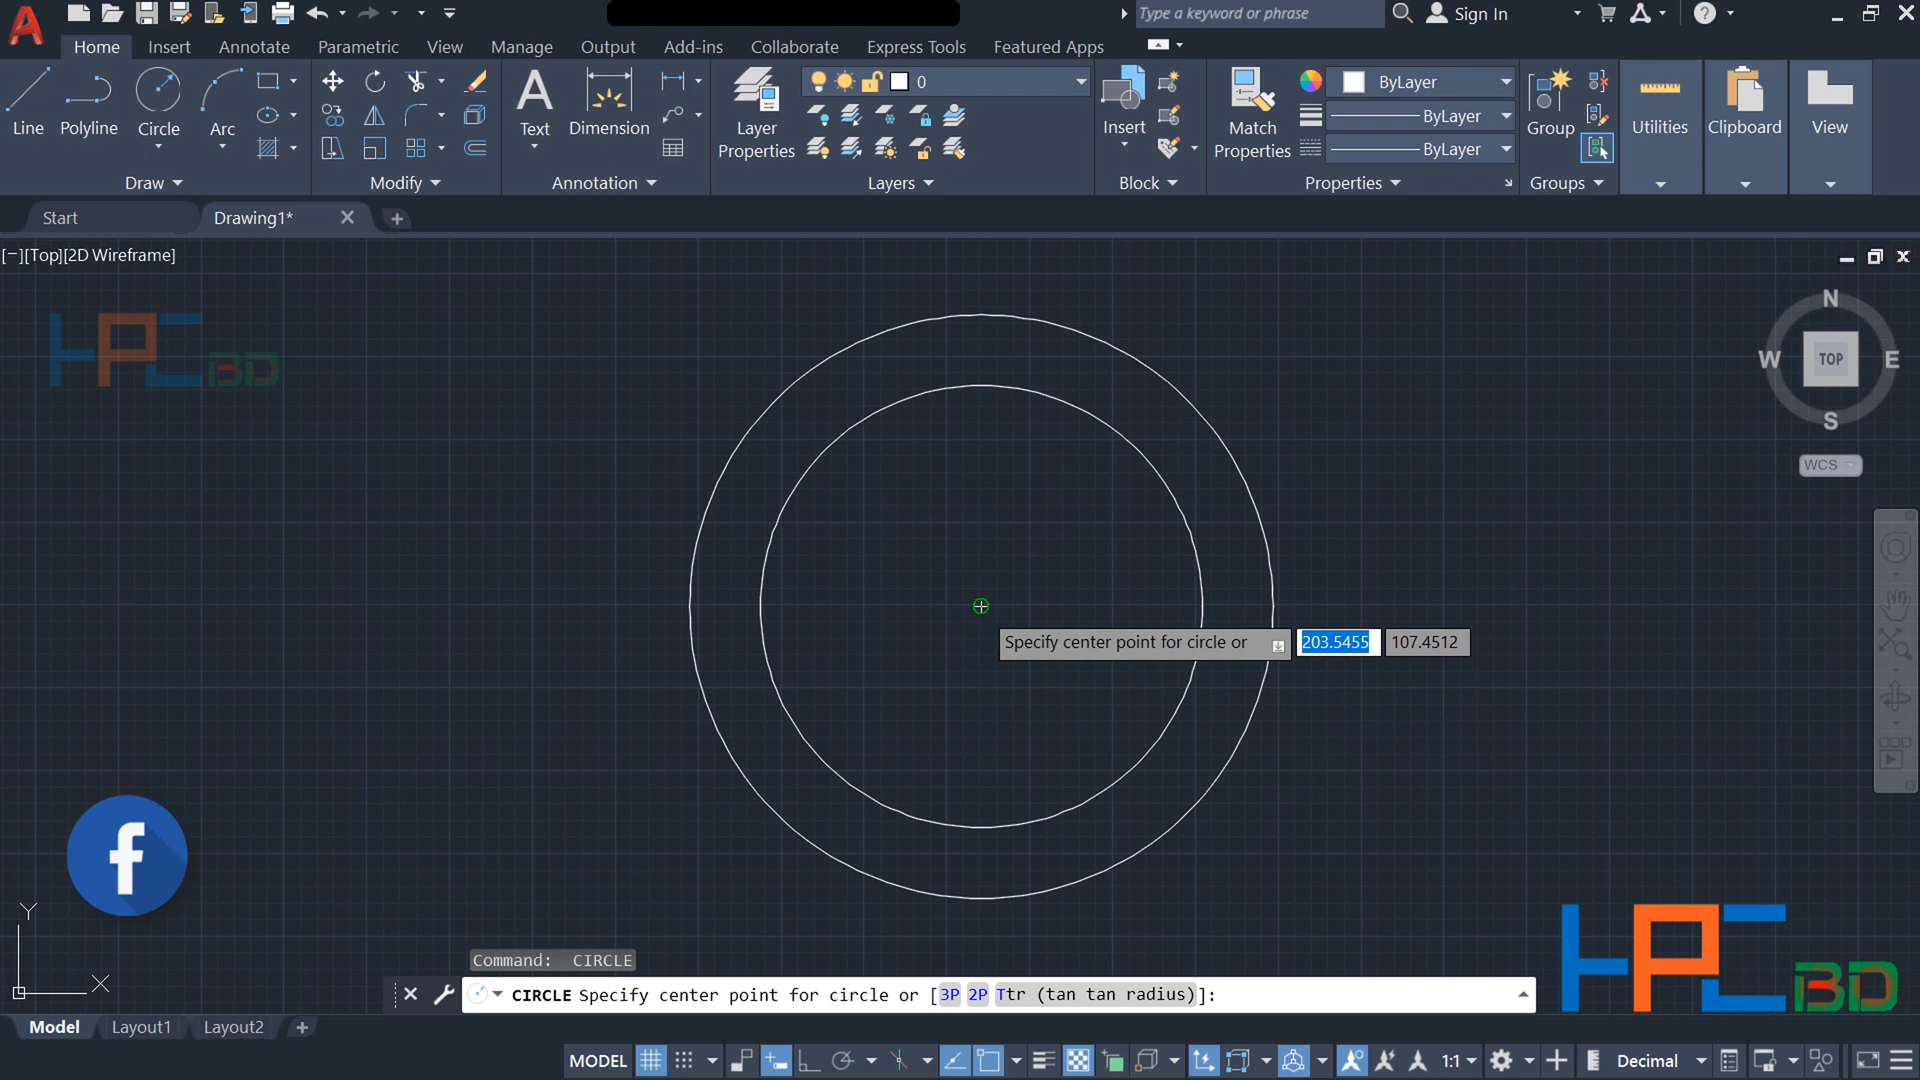 Type a keyword or phrase
Sign In
Home
Insert
Annotate
Parametric
View
Manage
Output
Add-ins
Collaborate
Express Tools
Featured Apps
Line
Polyline
Circle
Arc
Text
Dimension
Layer
Properties
0
Insert
Match
Properties
ByLayer
ByLayer
ByLayer
Group
Utilities
Clipboard
View
Draw
Modify
Annotation
Layers
Block
Properties
Groups
Start
Drawing1*
[−][Top][2D Wireframe]
HPC BD
N
W
TOP
E
S
WCS
Specify center point for circle or
203.5455
107.4512
f
Y
X
Command: CIRCLE
CIRCLE Specify center point for circle or [3P 2P Ttr (tan tan radius)]:
HPC BD
Model
Layout1
Layout2
MODEL
1:1
Decimal